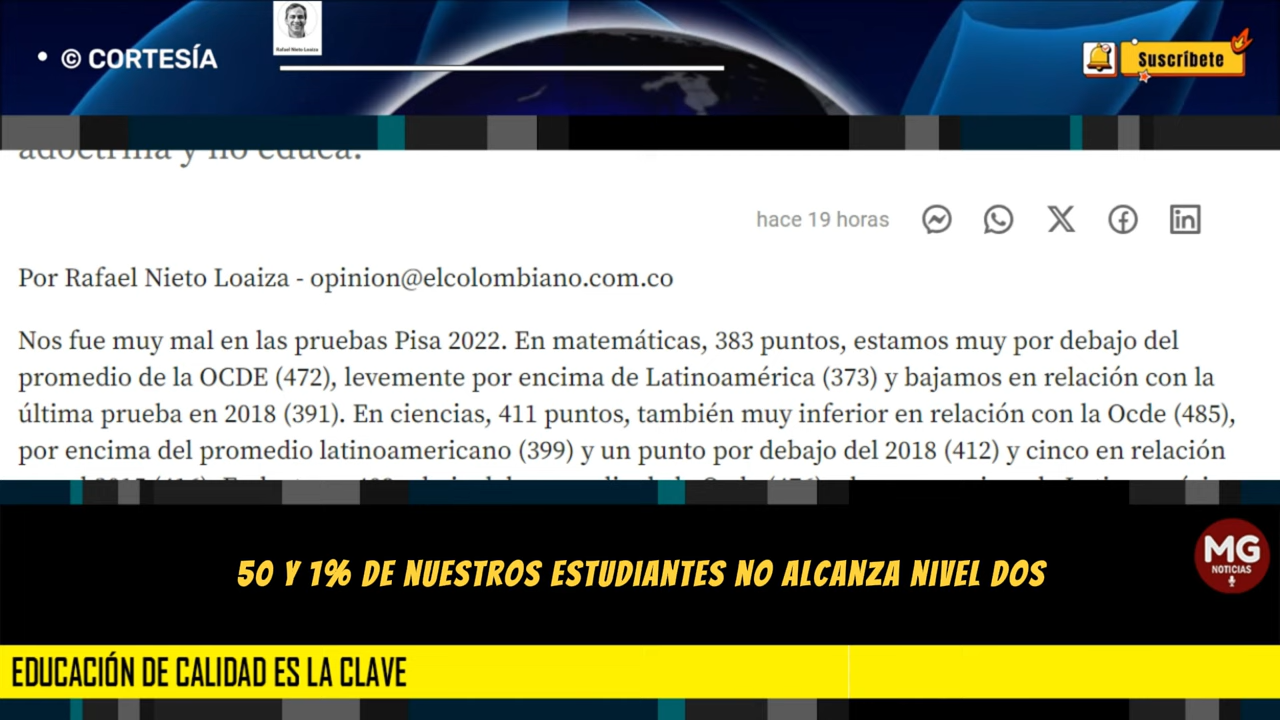 • © CORTESÍA
Rafael Nieto Loaiza
Suscríbete
adoctrina y no educa.
hace 19 horas
Por Rafael Nieto Loaiza - opinion@elcolombiano.com.co
Nos fue muy mal en las pruebas Pisa 2022. En matemáticas, 383 puntos, estamos muy por debajo del
promedio de la OCDE (472), levemente por encima de Latinoamérica (373) y bajamos en relación con la
última prueba en 2018 (391). En ciencias, 411 puntos, también muy inferior en relación con la Ocde (485),
por encima del promedio latinoamericano (399) y un punto por debajo del 2018 (412) y cinco en relación
50 Y 1% DE NUESTROS ESTUDIANTES NO ALCANZA NIVEL DOS
MG
NOTICIAS
EDUCACIÓN DE CALIDAD ES LA CLAVE